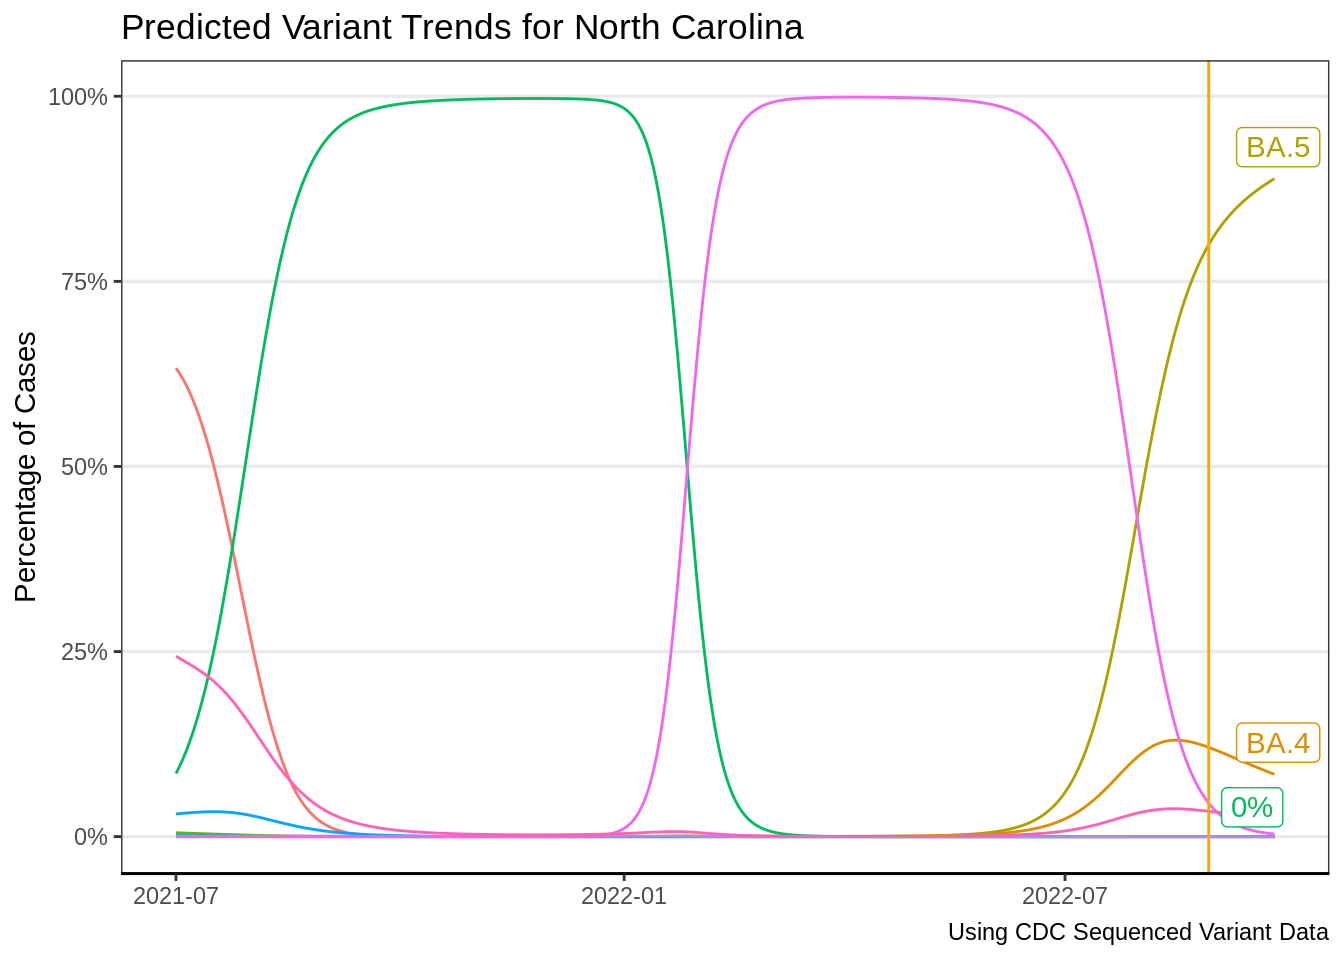 Predicted Variant Trends for North Carolina
Percentage of Cases
100%
75%
50%
25%
0%
BA.5
BA.4
0%
2021-07
2022-01
2022-07
Using CDC Sequenced Variant Data